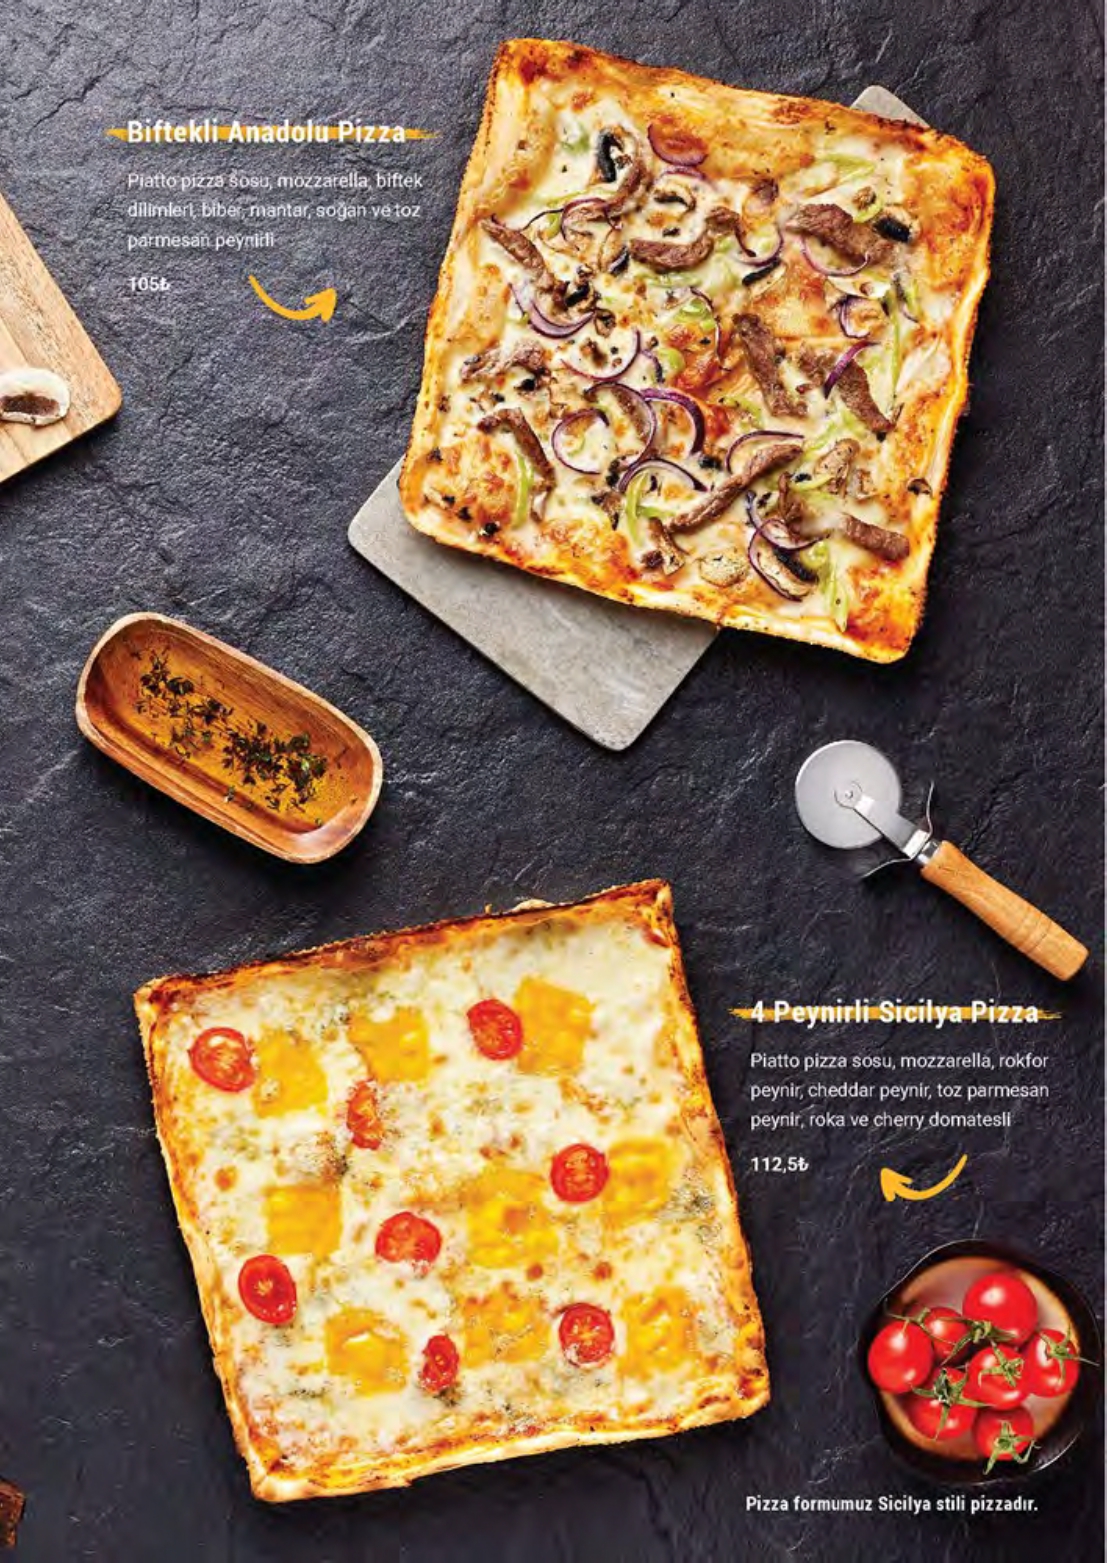 Biftekli Anadolu Pizza
Piatto pizza sosu, mozzarella, biftek
dilimleri, biber, mantar, soğan ve toz
parmesan peynirli
105₺
4 Peynirli Sicilya Pizza
Piatto pizza sosu, mozzarella, rokfor
peynir, cheddar peynir, toz parmesan
peynir, roka ve cherry domatesli
112,5₺
Pizza formumuz Sicilya stili pizzadır.